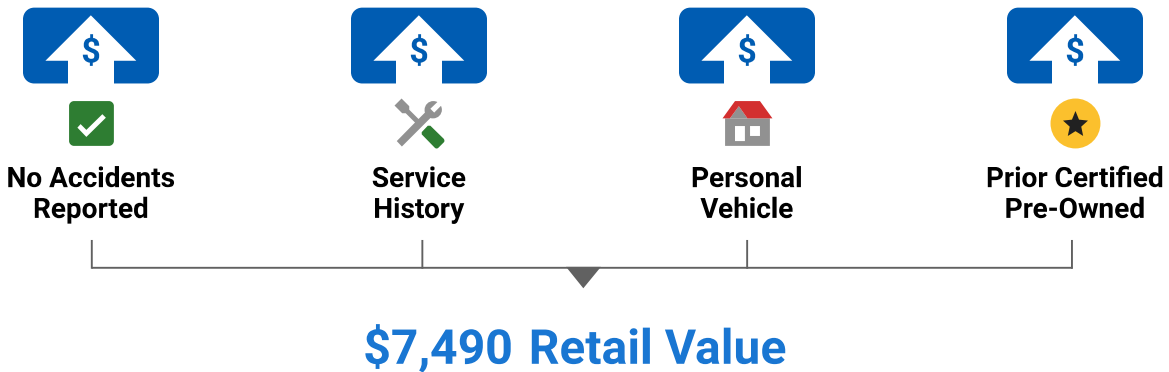 $ $ $ $
No Accidents Reported
Service History
Personal Vehicle
Prior Certified Pre-Owned
$7,490 Retail Value